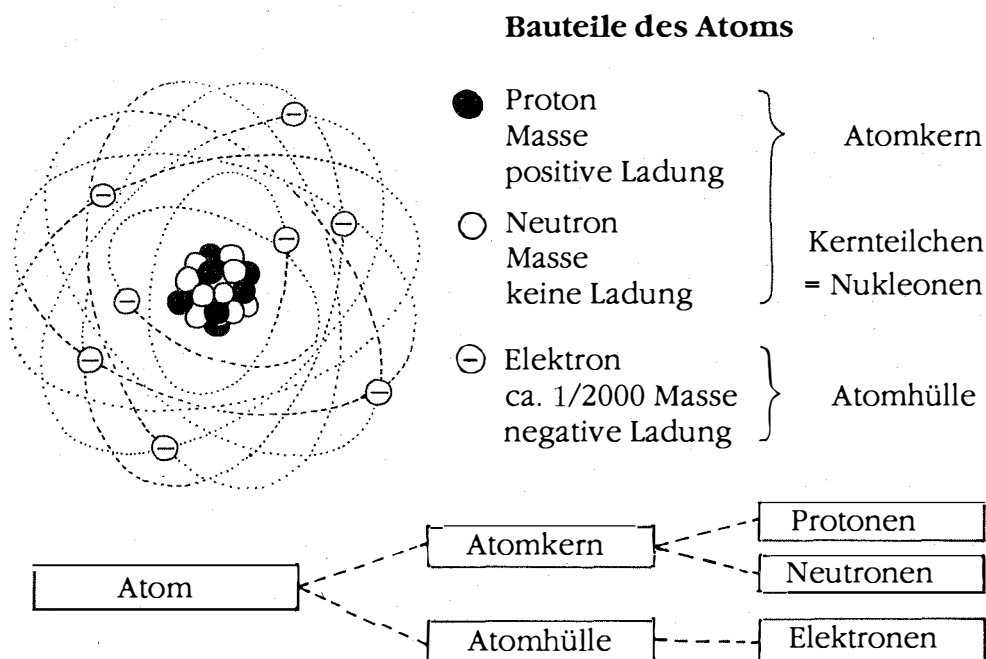 Bauteile des Atoms
Proton
Masse
positive Ladung
Atomkern
Neutron
Masse
keine Ladung
Kernteilchen
= Nukleonen
Elektron
ca. 1/2000 Masse
negative Ladung
Atomhülle
Atom
Atomkern
Atomhülle
Protonen
Neutronen
Elektronen